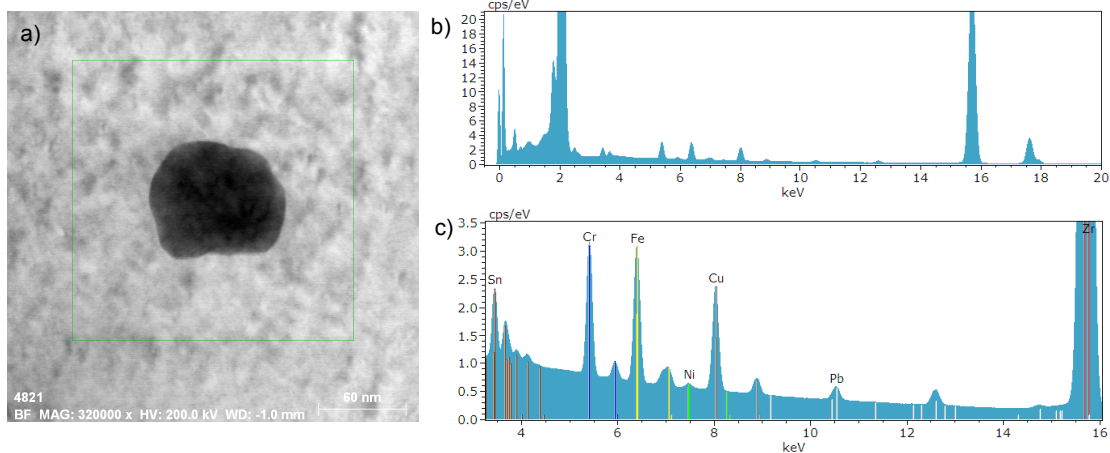 a)
4821
BF MAG: 320000 x HV: 200.0 kV WD: -1.0 mm
60 nm
b)
cps/eV
20
18
16
14
12
10
8
6
4
2
0
0 2 4 6 8 10 12 14 16 18 20
keV
c)
cps/eV
3.5
3.0
2.5
2.0
1.5
1.0
0.5
0.0
Sn Cr Fe Cu Ni Pb Zr
4 6 8 10 12 14 16
keV